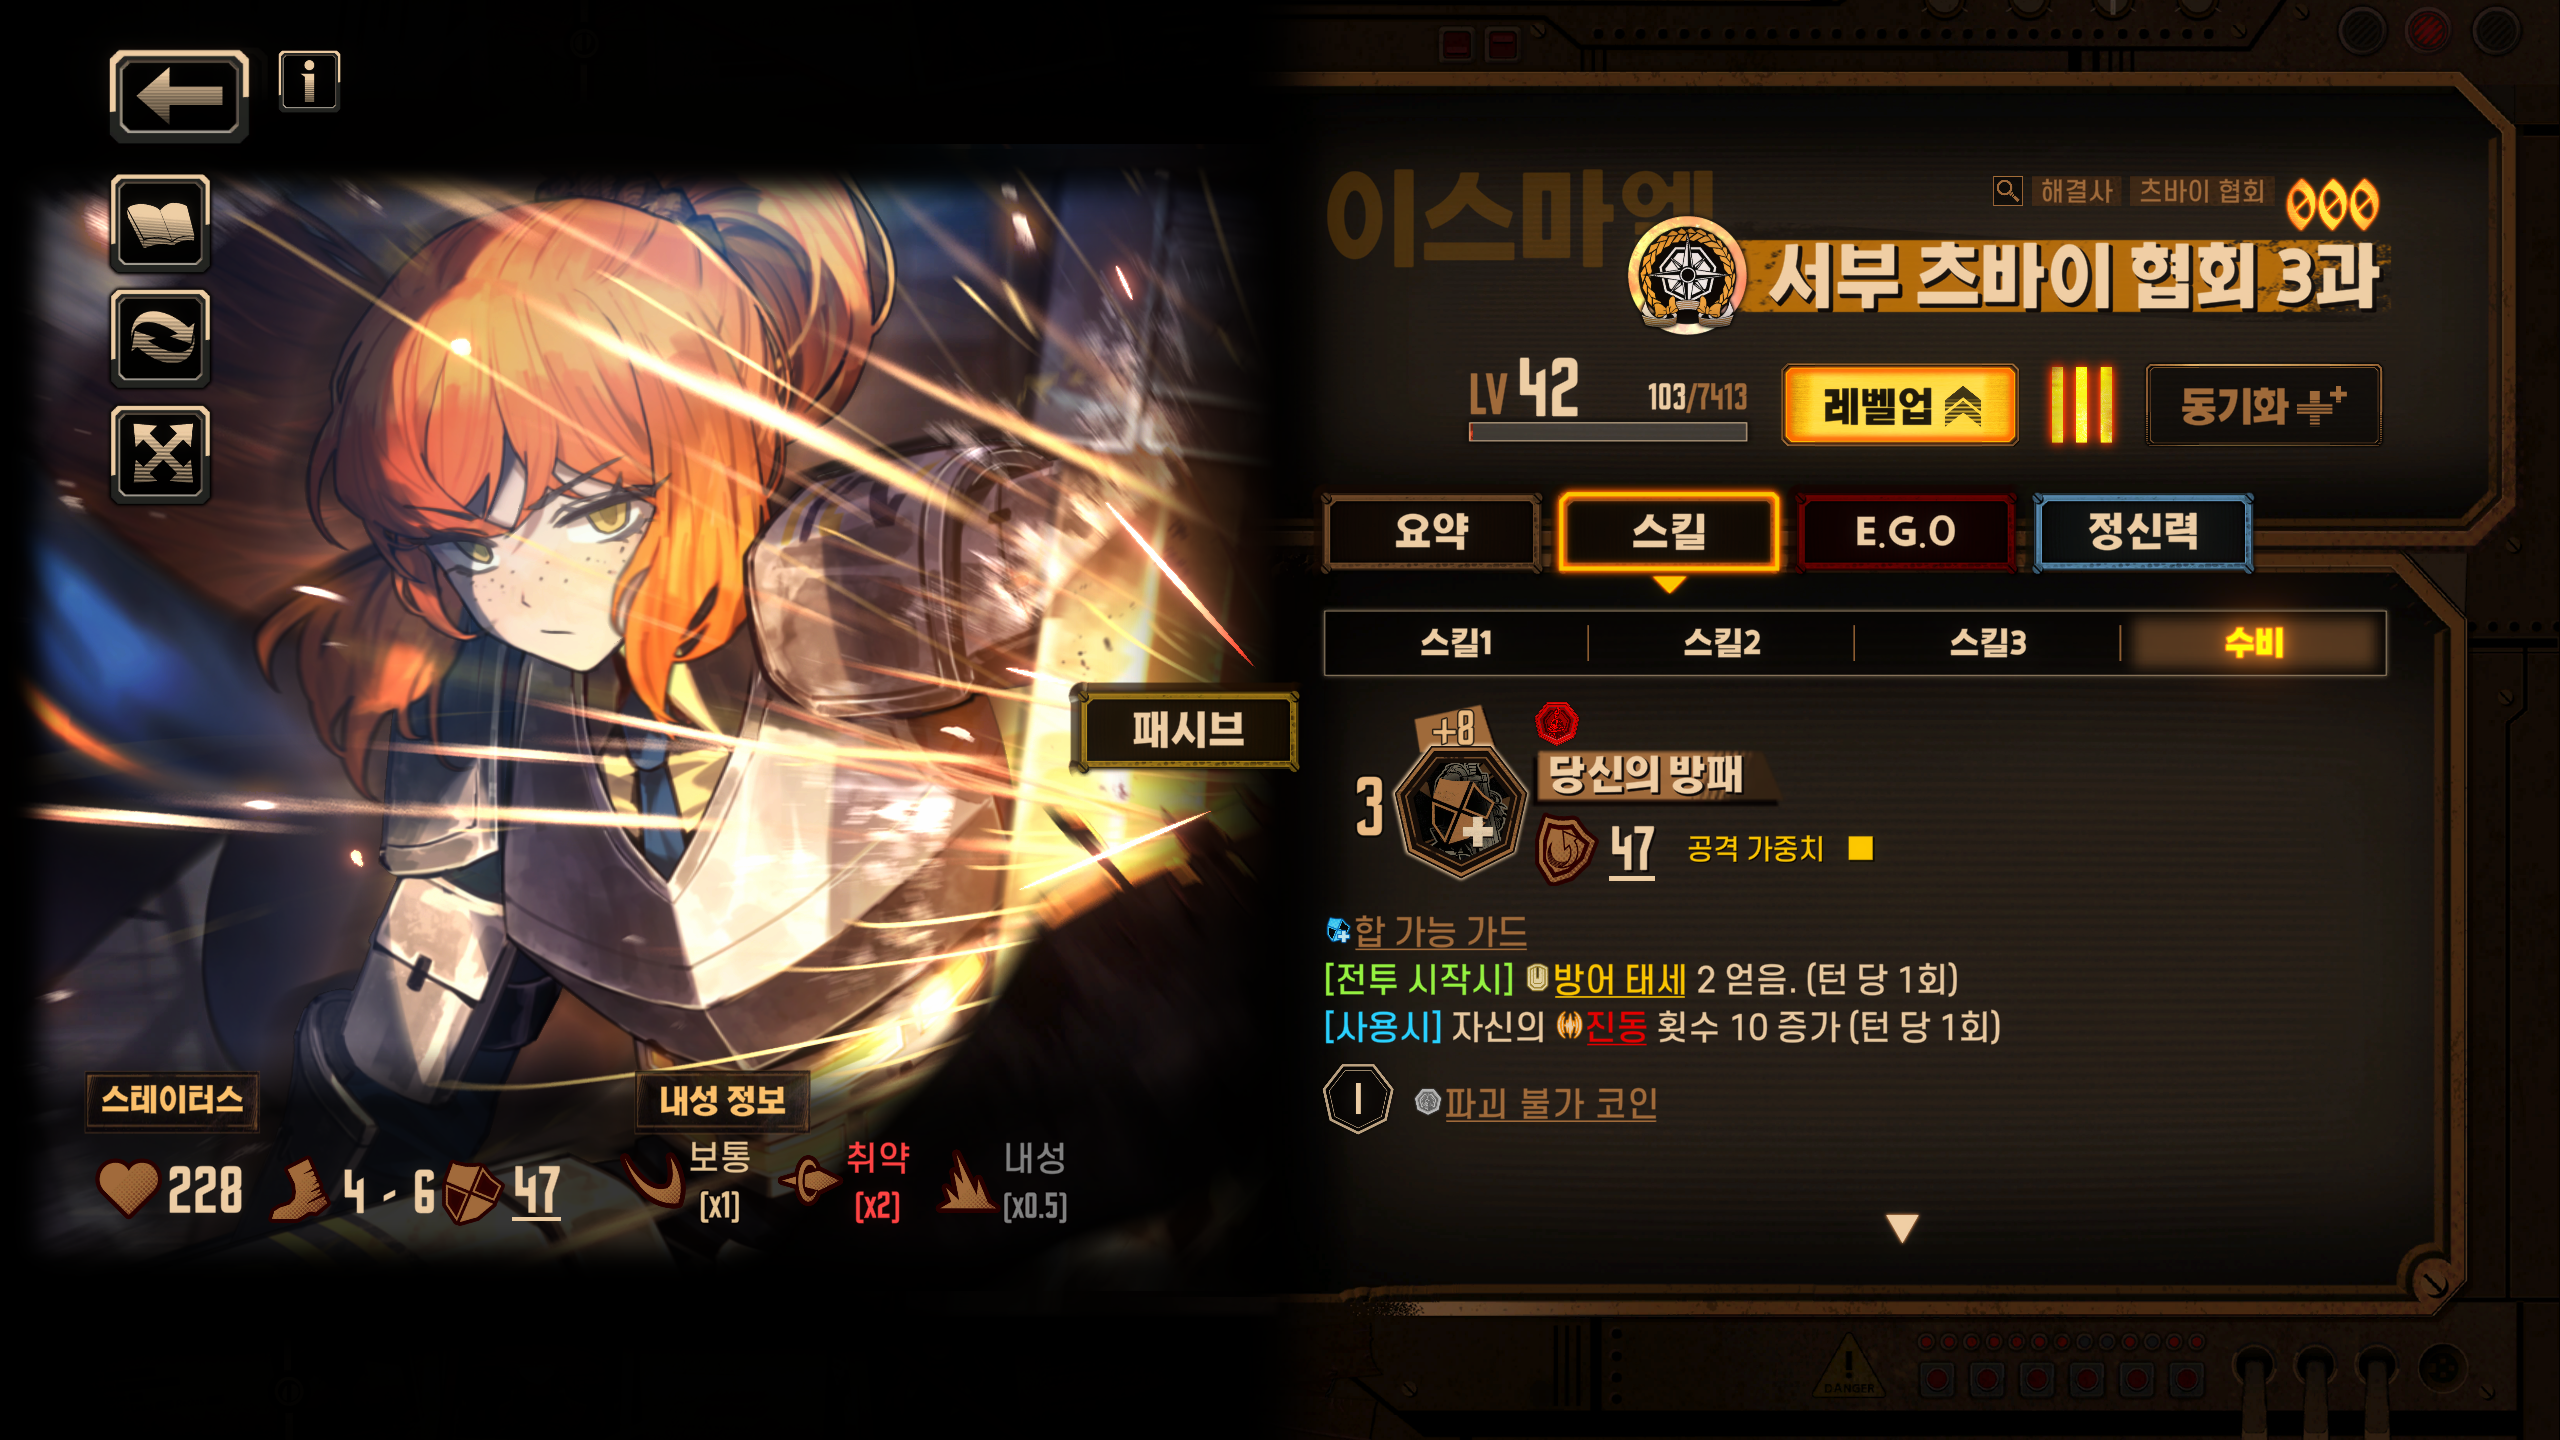 i
이스마엘
해결사 츠바이 협회
000
서부 츠바이 협회 3과
LV 42 103/7413
레벨업
동기화
요약 스킬 E.G.O 정신력
스킬1 스킬2 스킬3 수비
패시브
+8
3
당신의 방패
47 공격 가중치
합 가능 가드
[전투 시작시] 방어 태세 2 얻음. (턴 당 1회)
[사용시] 자신의 진동 횟수 10 증가 (턴 당 1회)
I 파괴 불가 코인
스테이터스
228 4 - 6 47
내성 정보
보통 취약 내성
[x1] [x2] [x0.5]
DANGER